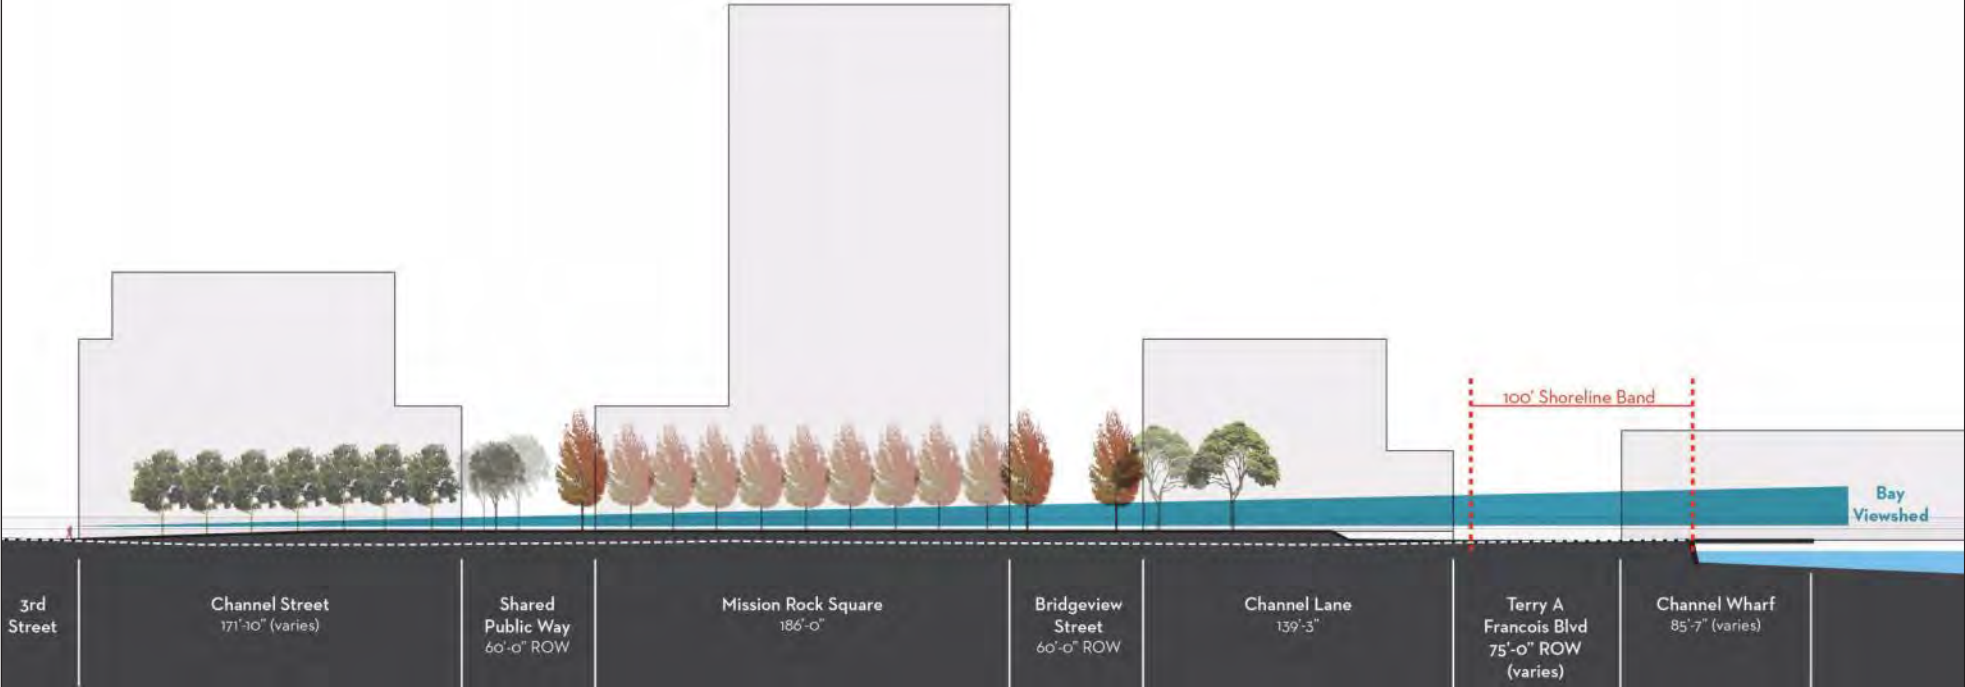 100' Shoreline Band
Bay
Viewshed
3rd
Street
Channel Street
171'-10" (varies)
Shared
Public Way
60'-0" ROW
Mission Rock Square
186'-0"
Bridgeview
Street
60'-0" ROW
Channel Lane
139'-3"
Terry A
Francois Blvd
75'-0" ROW
(varies)
Channel Wharf
85'-7" (varies)